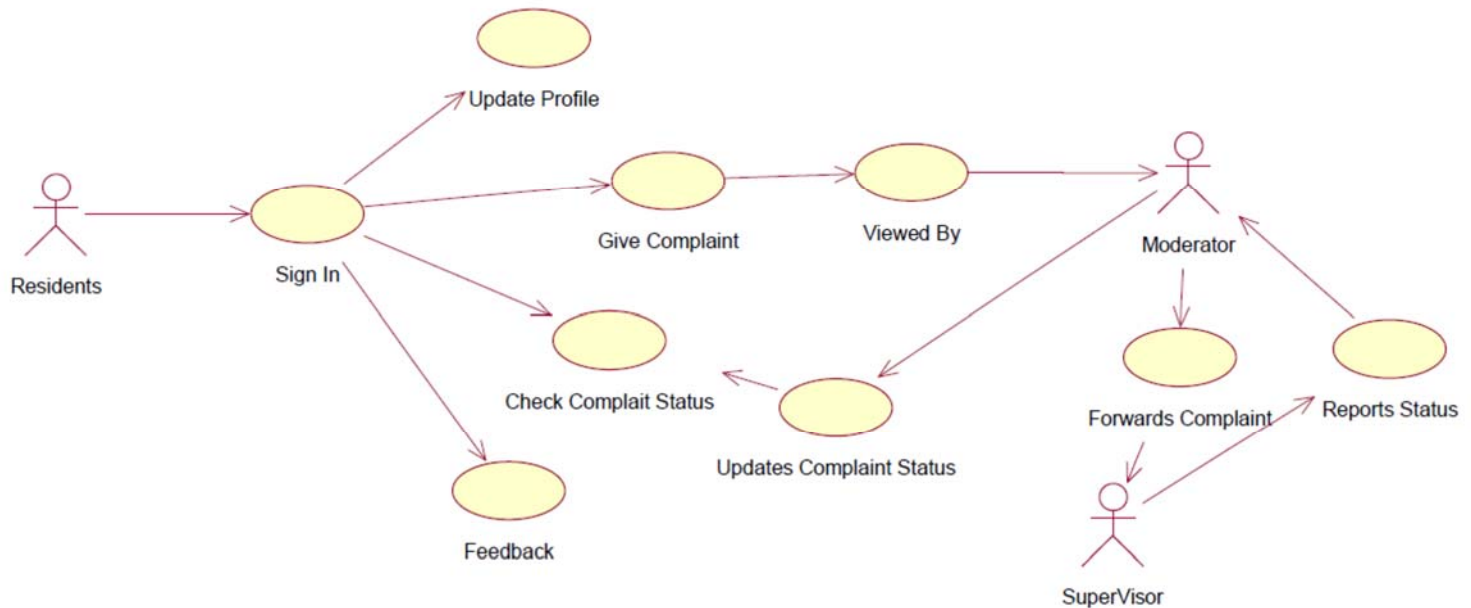 Update Profile
Give Complaint
Viewed By
Moderator
Sign In
Residents
Check Complait Status
Forwards Complaint
Reports Status
Updates Complaint Status
Feedback
SuperVisor